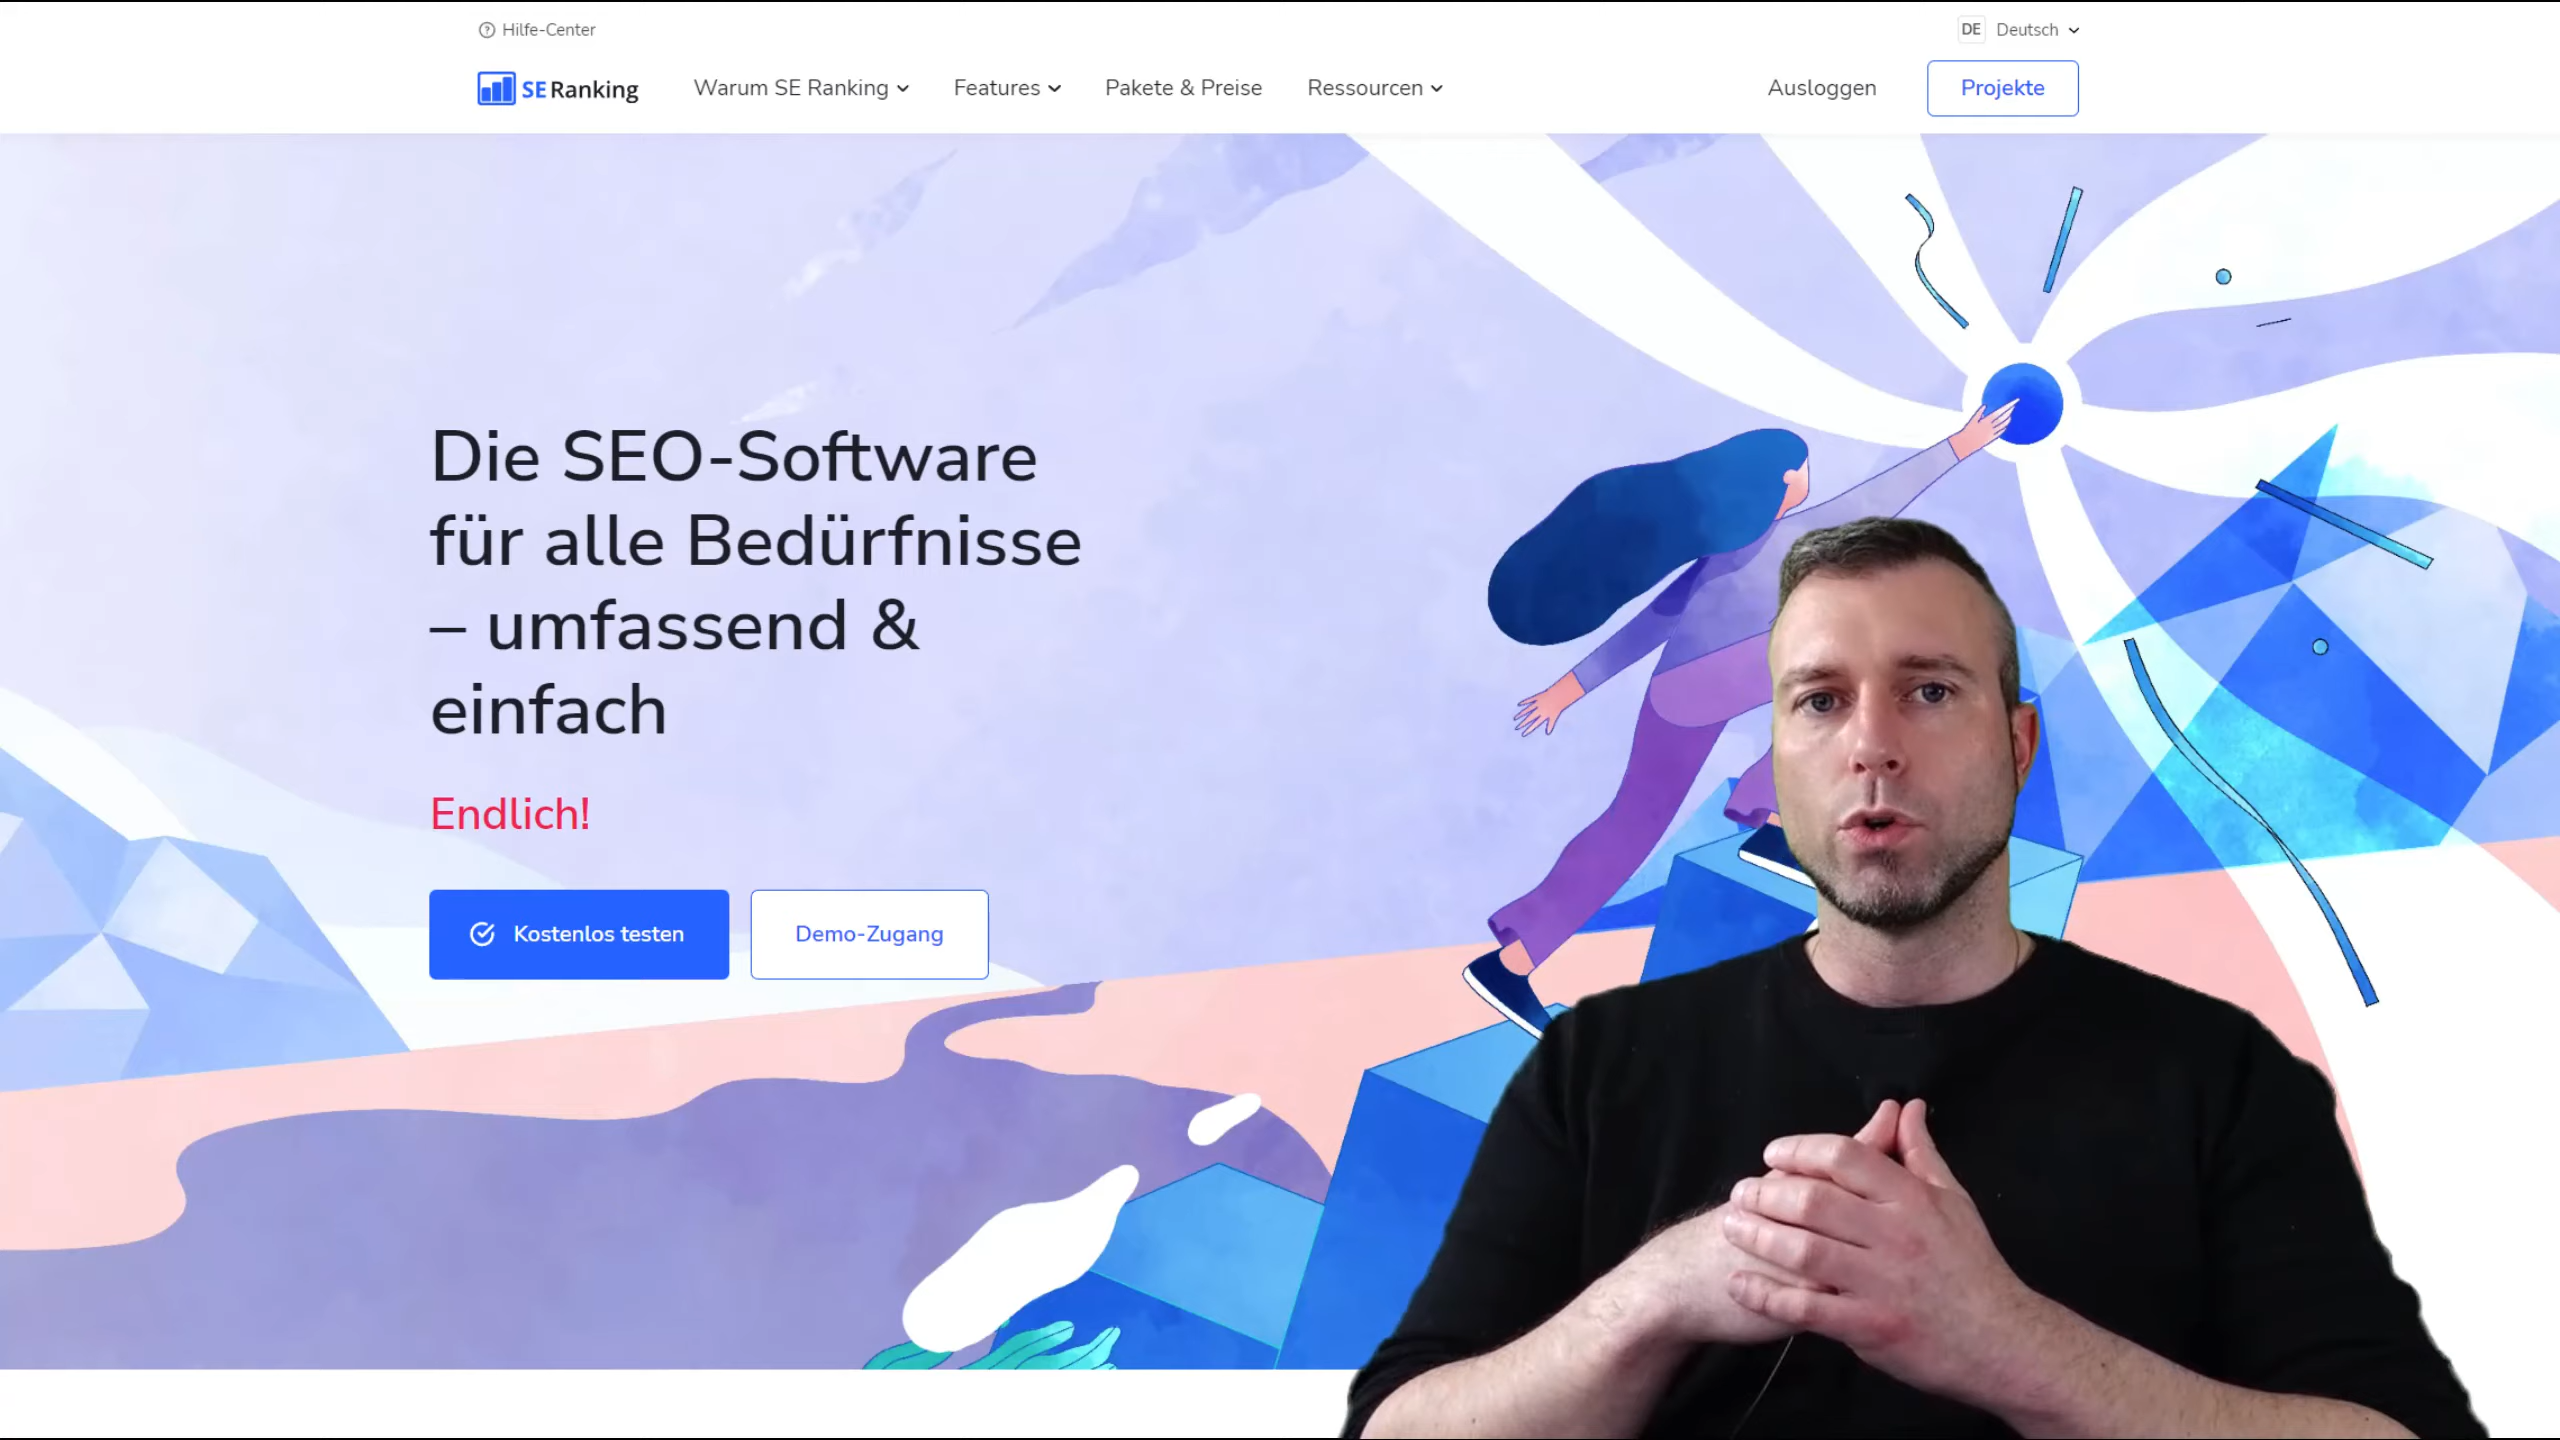 Hilfe-Center
DE Deutsch
SE Ranking
Warum SE Ranking
Features
Pakete & Preise
Ressourcen
Ausloggen
Projekte
Die SEO-Software
für alle Bedürfnisse
– umfassend &
einfach
Endlich!
Kostenlos testen
Demo-Zugang